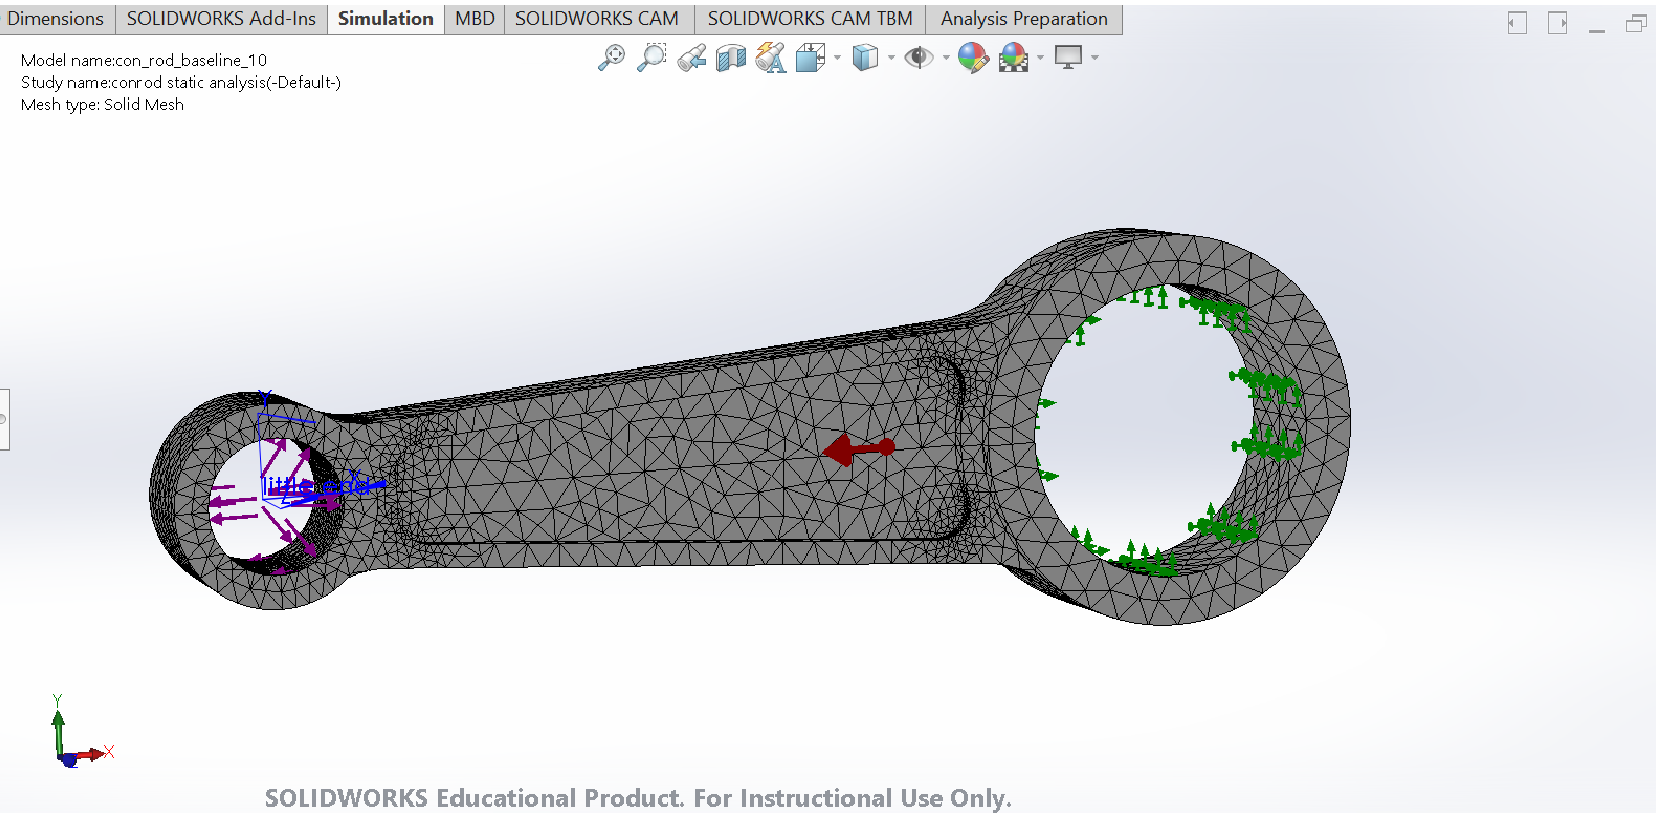 Dimensions SOLIDWORKS Add-Ins Simulation MBD SOLIDWORKS CAM SOLIDWORKS CAM TBM Analysis Preparation
Model name:con_rod_baseline_10
Study name:conrod static analysis(-Default-)
Mesh type: Solid Mesh
Y
X
little end
Z
Y
X
Z
SOLIDWORKS Educational Product. For Instructional Use Only.